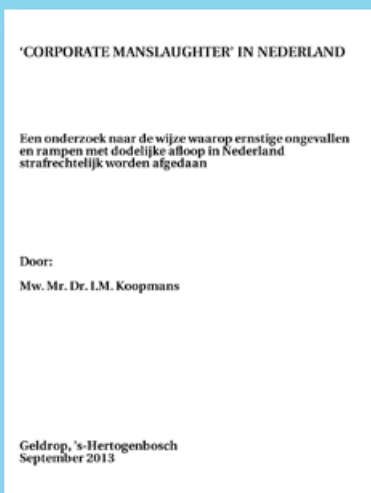 ‘CORPORATE MANSLAUGHTER’ IN NEDERLAND
Een onderzoek naar de wijze waarop ernstige ongevallen
en rampen met dodelijke afloop in Nederland
strafrechtelijk worden afgedaan
Door:
Mw. Mr. Dr. I.M. Koopmans
Geldrop, 's-Hertogenbosch
September 2013